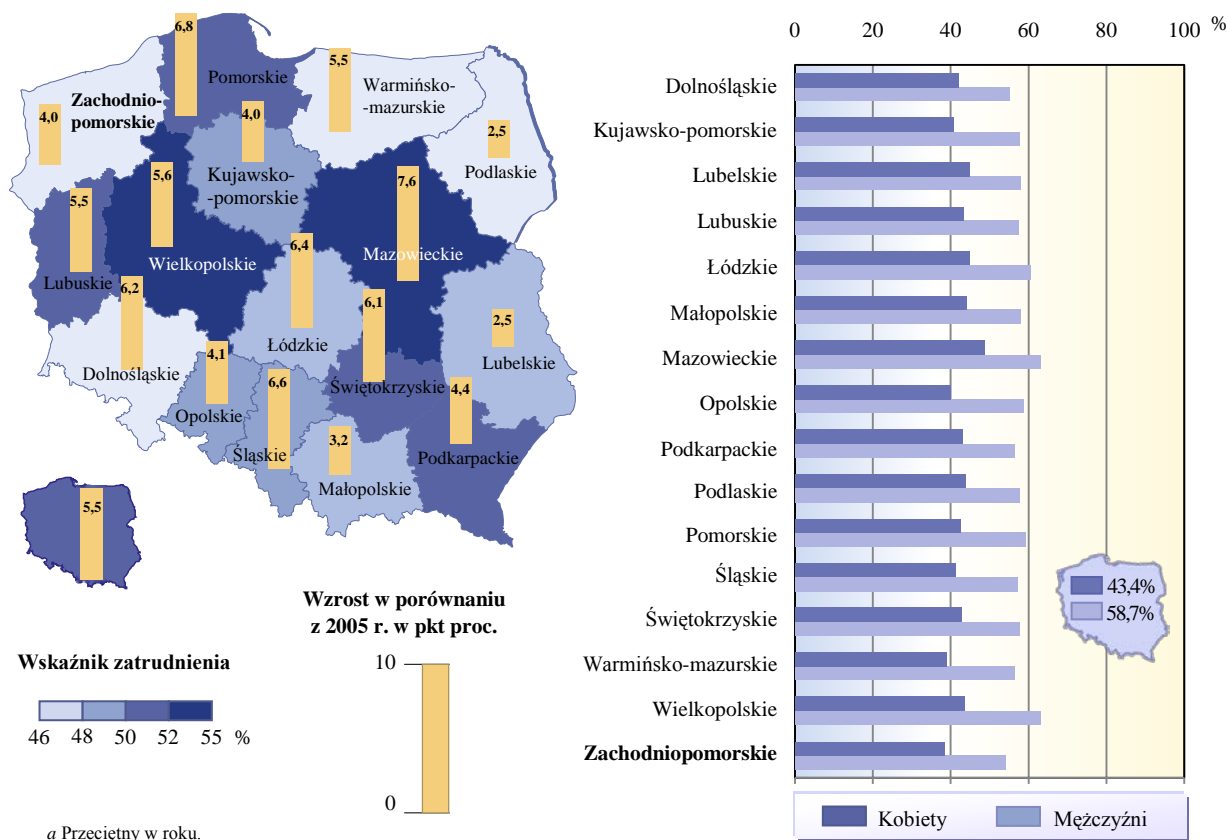 6,8
Pomorskie
5,5
Warmińsko-
-mazurskie
Zachodnio-
pomorskie
4,0
4,0
Kujawsko-
-pomorskie
2,5
Podlaskie
5,6
Wielkopolskie
7,6
Mazowieckie
5,5
Lubuskie
6,4
Łódzkie
6,2
Dolnośląskie
6,1
Świętokrzyskie
2,5
Lubelskie
4,1
Opolskie
6,6
Śląskie
3,2
Małopolskie
4,4
Podkarpackie
5,5
Wzrost w porównaniu
z 2005 r. w pkt proc.
10
0
Wskaźnik zatrudnienia
46 48 50 52 55 %
a Przeciętny w roku.
0 20 40 60 80 100 %
Dolnośląskie
Kujawsko-pomorskie
Lubelskie
Lubuskie
Łódzkie
Małopolskie
Mazowieckie
Opolskie
Podkarpackie
Podlaskie
Pomorskie
Śląskie
Świętokrzyskie
Warmińsko-mazurskie
Wielkopolskie
Zachodniopomorskie
43,4%
58,7%
Kobiety Mężczyźni